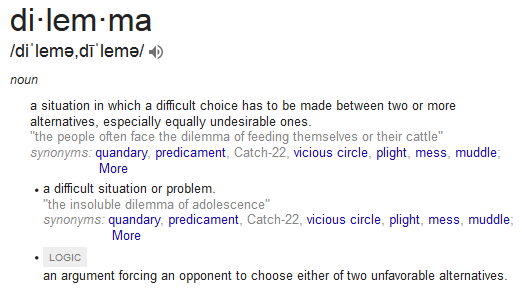 di·lem·ma
/diˈlemə,dīˈlemə/
noun
a situation in which a difficult choice has to be made between two or more
alternatives, especially equally undesirable ones.
"the people often face the dilemma of feeding themselves or their cattle"
synonyms: quandary, predicament, Catch-22, vicious circle, plight, mess, muddle;
More
• a difficult situation or problem.
"the insoluble dilemma of adolescence"
synonyms: quandary, predicament, Catch-22, vicious circle, plight, mess, muddle;
More
• LOGIC
an argument forcing an opponent to choose either of two unfavorable alternatives.